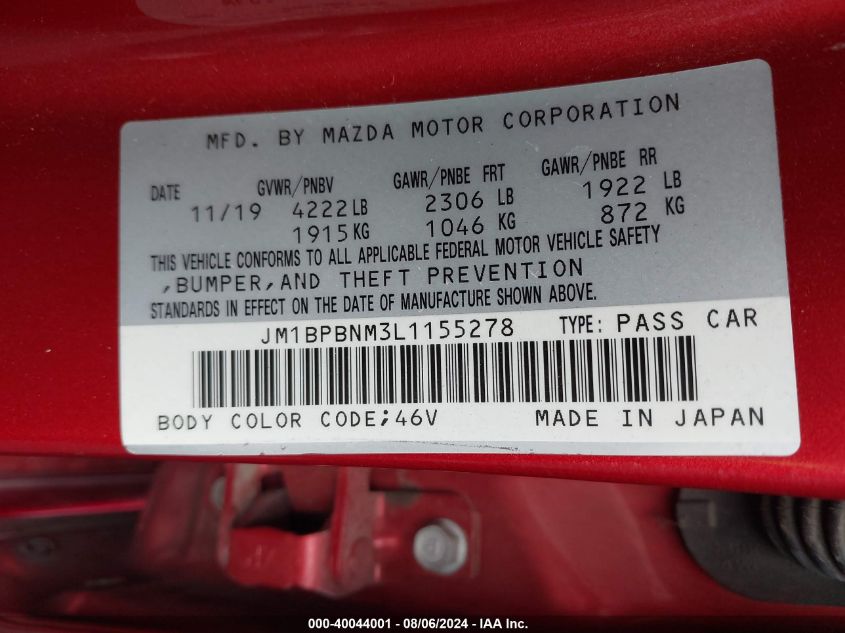 MFD. BY MAZDA MOTOR CORPORATION
DATE GVWR/PNBV GAWR/PNBE FRT GAWR/PNBE RR
11/19 4222LB 2306 LB 1922 LB
1915KG 1046 KG 872 KG
THIS VEHICLE CONFORMS TO ALL APPLICABLE FEDERAL MOTOR VEHICLE SAFETY
,BUMPER,AND THEFT PREVENTION
STANDARDS IN EFFECT ON THE DATE OF MANUFACTURE SHOWN ABOVE.
JM1BPBNM3L1155278 TYPE: PASS CAR
BODY COLOR CODE;46V MADE IN JAPAN
000-40044001 - 08/06/2024 - IAA Inc.